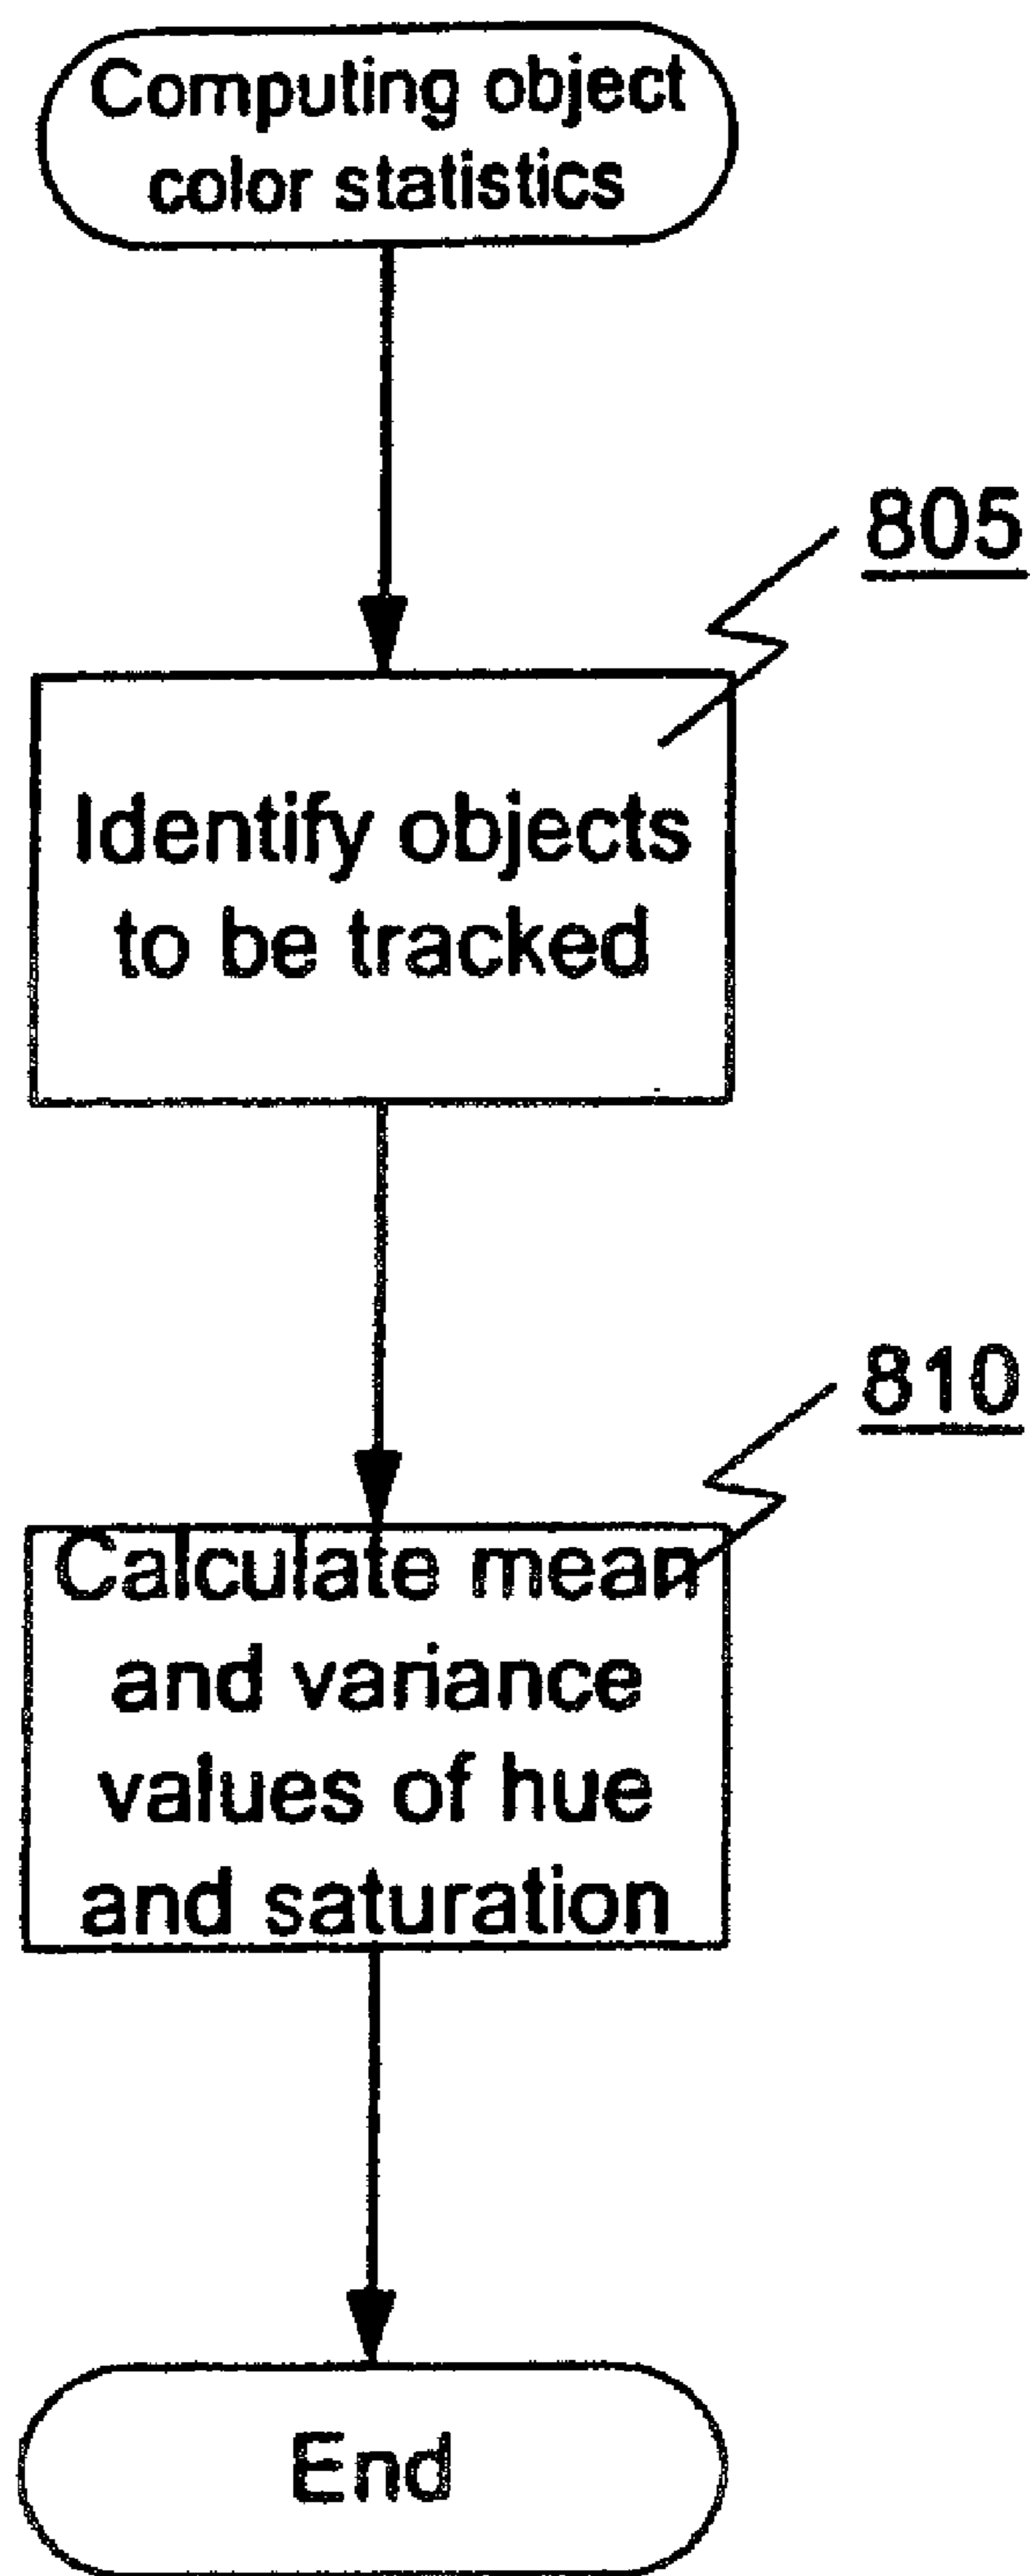 Computing object
color statistics
805
Identify objects
to be tracked
810
Calculate mean
and variance
values of hue
and saturation
End